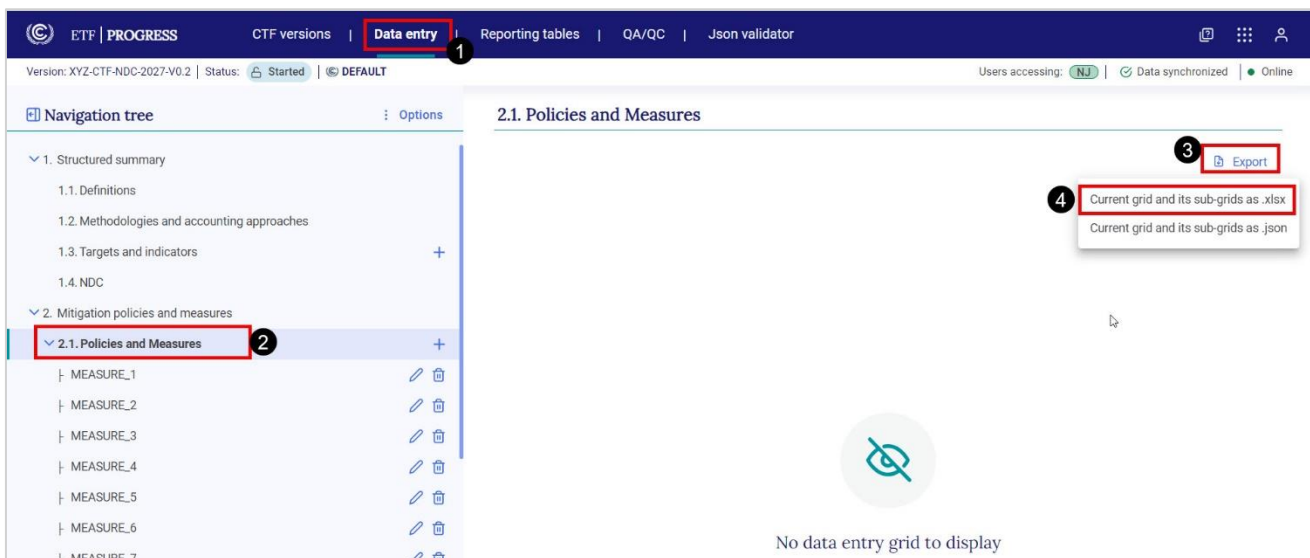 ETF | PROGRESS CTF versions | Data entry | Reporting tables | QA/QC | Json validator
1
Version: XYZ-CTF-NDC-2027-V0.2 | Status: Started | DEFAULT Users accessing: NJ | Data synchronized | Online
Navigation tree Options
2.1. Policies and Measures
1. Structured summary
3 Export
1.1. Definitions
4 Current grid and its sub-grids as .xlsx
1.2. Methodologies and accounting approaches
Current grid and its sub-grids as .json
1.3. Targets and indicators
1.4. NDC
2. Mitigation policies and measures
2.1. Policies and Measures 2
MEASURE_1
MEASURE_2
MEASURE_3
MEASURE_4
MEASURE_5
MEASURE_6
MEASURE_7
No data entry grid to display